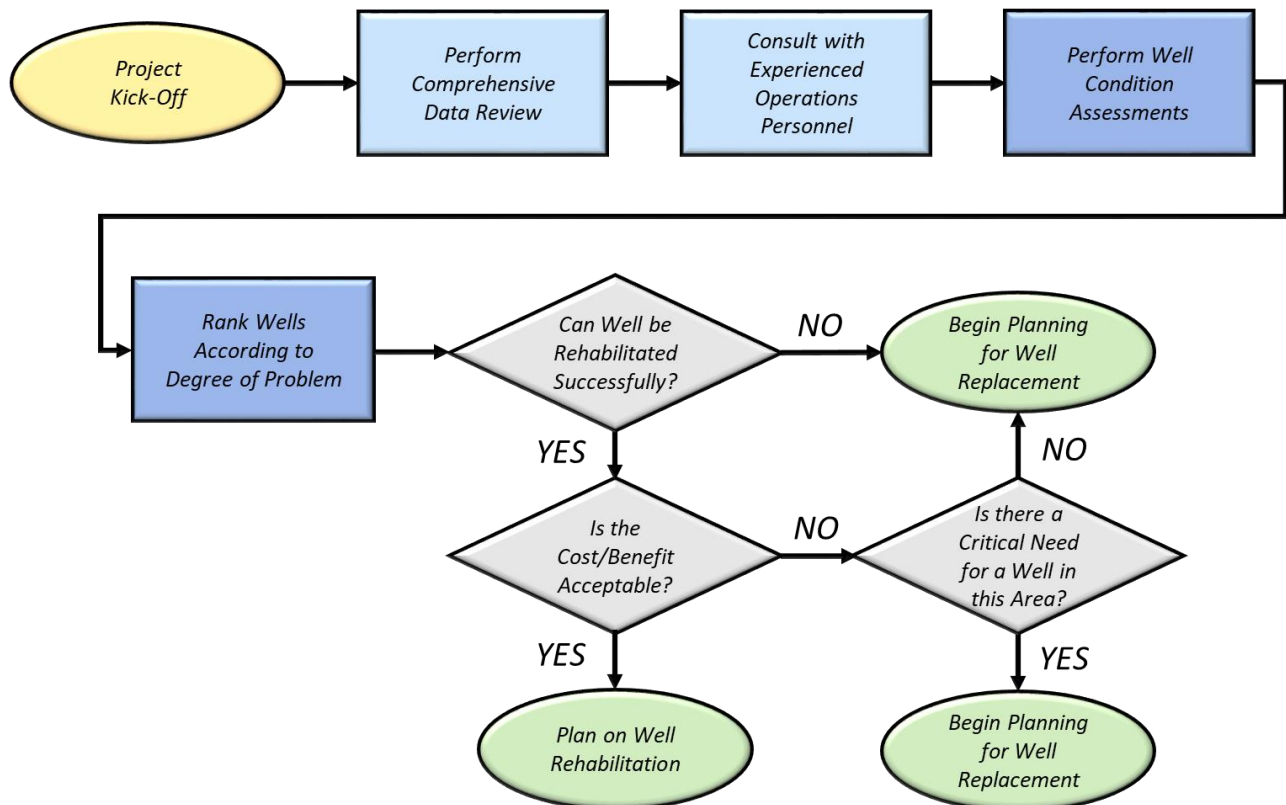 Project
Kick-Off
Perform
Comprehensive
Data Review
Consult with
Experienced
Operations
Personnel
Perform Well
Condition
Assessments
Rank Wells
According to
Degree of Problem
Can Well be
Rehabilitated
Successfully?
NO
Begin Planning
for Well
Replacement
YES
NO
Is the
Cost/Benefit
Acceptable?
NO
Is there a
Critical Need
for a Well in
this Area?
YES
YES
Plan on Well
Rehabilitation
Begin Planning
for Well
Replacement